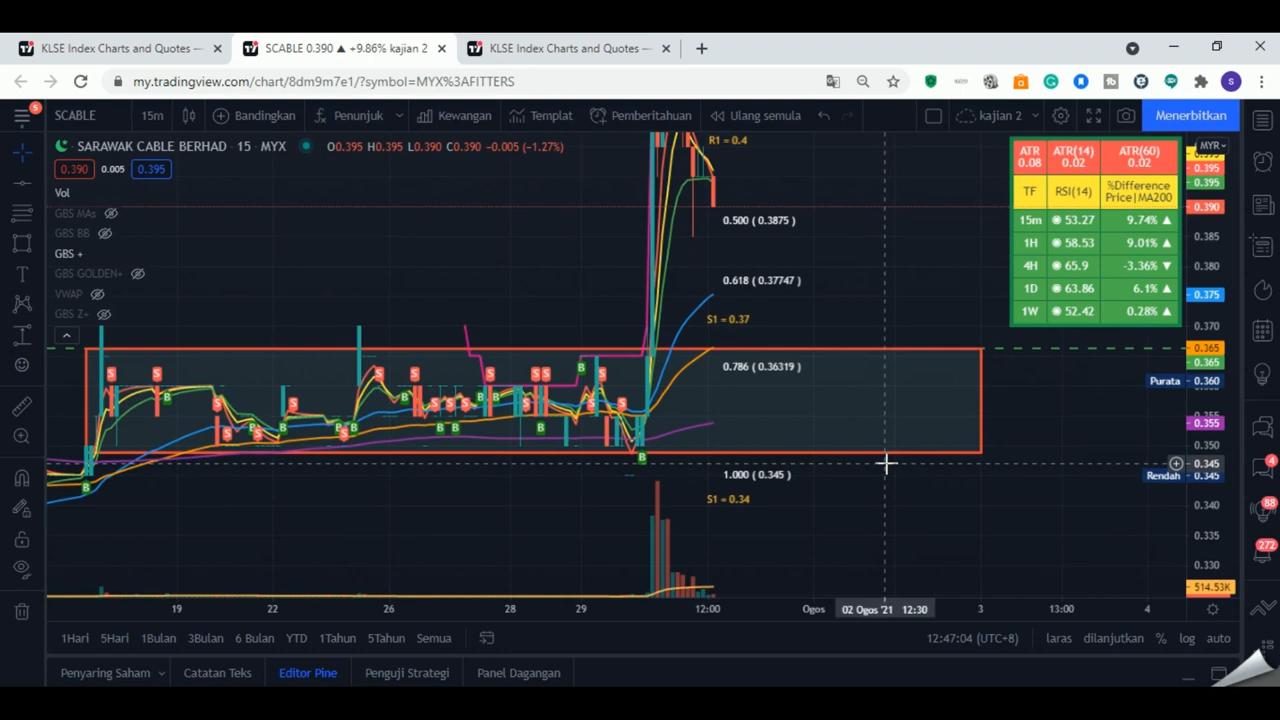 KLSE Index Charts and Quotes —
SCABLE 0.390 ▲ +9.86% kajian 2
KLSE Index Charts and Quotes —
my.tradingview.com/chart/8dm9m7e1/?symbol=MYX%3AFITTERS
S
5
SCABLE
15m
Bandingkan
Penunjuk
Kewangan
Templat
Pemberitahuan
Ulang semula
kajian 2
Menerbitkan
SARAWAK CABLE BERHAD · 15 · MYX
O0.395 H0.395 L0.390 C0.390 -0.005 (-1.27%)
0.390 0.005 0.395
Vol
GBS MAs
GBS BB
GBS +
GBS GOLDEN+
VWAP
GBS Z+
R1 = 0.4
0.500 (0.3875 )
0.618 ( 0.37747 )
S1 = 0.37
0.786 ( 0.36319 )
1.000 ( 0.345 )
S1 = 0.34
ATR 0.08 ATR(14) 0.02 ATR(60) 0.02
TF RSI(14) %Difference Price|MA200
15m 53.27 9.74% ▲
1H 58.53 9.01% ▲
4H 65.9 -3.36% ▼
1D 63.86 6.1% ▲
1W 52.42 0.28% ▲
MYR
0.395
0.395
0.390
0.385
0.380
0.375
0.370
0.365
0.365
Purata 0.360
0.355
0.355
0.350
0.345
Rendah 0.345
0.340
0.335
0.330
514.53K
4
88
272
19 22 26 28 29 12:00 Ogos 02 Ogos '21 12:30 3 13:00 4
1Hari 5Hari 1Bulan 3Bulan 6 Bulan YTD 1Tahun 5Tahun Semua
12:47:04 (UTC+8) laras dilanjutkan % log auto
Penyaring Saham Catatan Teks Editor Pine Penguji Strategi Panel Dagangan